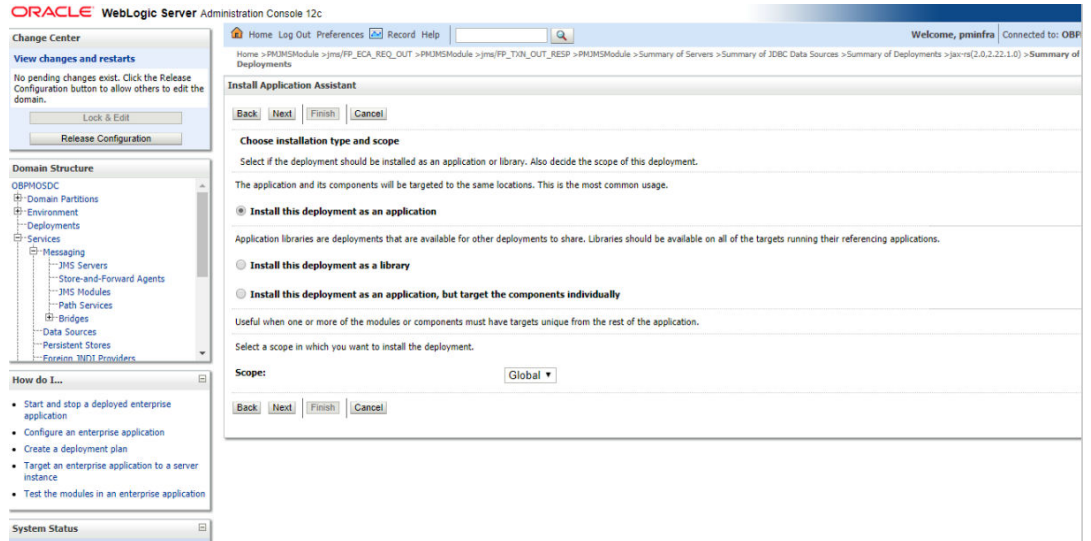 ORACLE WebLogic Server Administration Console 12c
Change Center
View changes and restarts
No pending changes exist. Click the Release
Configuration button to allow others to edit the
domain.
Lock & Edit
Release Configuration
Domain Structure
OBPMOSDC
Domain Partitions
Environment
Deployments
Services
Messaging
JMS Servers
Store-and-Forward Agents
JMS Modules
Path Services
Bridges
Data Sources
Persistent Stores
Foreign JNDI Providers
How do I...
Start and stop a deployed enterprise
application
Configure an enterprise application
Create a deployment plan
Target an enterprise application to a server
instance
Test the modules in an enterprise application
System Status
Home Log Out Preferences Record Help
Welcome, pminfra Connected to: OBP
Home >PMJMSModule >jms/FP_ECA_REQ_OUT >PMJMSModule >jms/FP_TXN_OUT_RESP >PMJMSModule >Summary of Servers >Summary of JDBC Data Sources >Summary of Deployments >jax-rs(2.0,2.22.1.0) >Summary of
Deployments
Install Application Assistant
Back Next Finish Cancel
Choose installation type and scope
Select if the deployment should be installed as an application or library. Also decide the scope of this deployment.
The application and its components will be targeted to the same locations. This is the most common usage.
Install this deployment as an application
Application libraries are deployments that are available for other deployments to share. Libraries should be available on all of the targets running their referencing applications.
Install this deployment as a library
Install this deployment as an application, but target the components individually
Useful when one or more of the modules or components must have targets unique from the rest of the application.
Select a scope in which you want to install the deployment.
Scope: Global
Back Next Finish Cancel